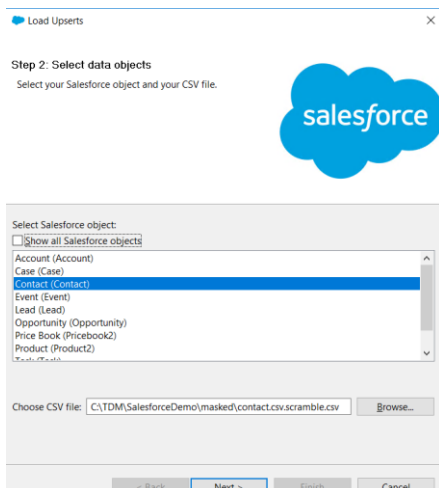 Load Upserts
Step 2: Select data objects
Select your Salesforce object and your CSV file.
salesforce
Select Salesforce object:
Show all Salesforce objects
Account (Account)
Case (Case)
Contact (Contact)
Event (Event)
Lead (Lead)
Opportunity (Opportunity)
Price Book (Pricebook2)
Product (Product2)
Task (Task)
Choose CSV file: C:\TDM\SalesforceDemo\masked\contact.csv.scramble.csv Browse...
< Back Next > Finish Cancel